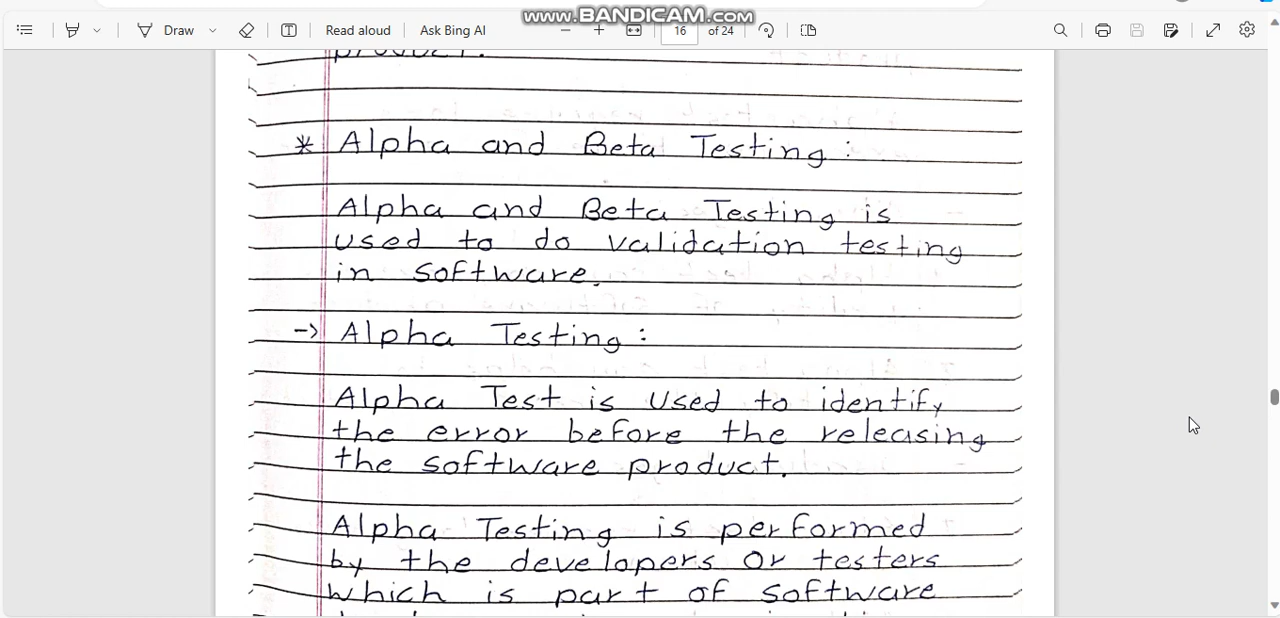 www.BANDICAM.com
Draw
Read aloud
Ask Bing AI
16
of 24
product.
* Alpha and Beta Testing :
Alpha and Beta Testing is
used to do validation testing
in software.
-> Alpha Testing :
Alpha Test is used to identify
the error before the releasing
the software product.
Alpha Testing is performed
by the developers or testers
which is part of software